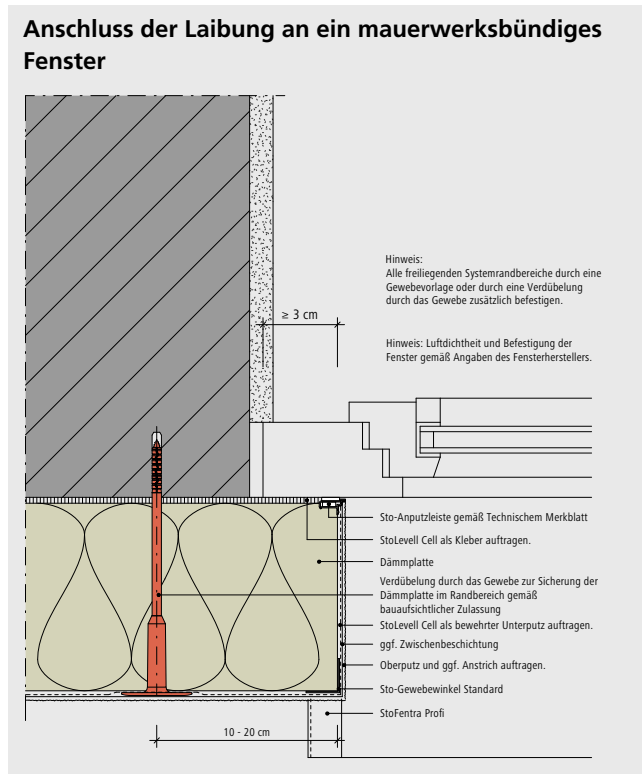 Anschluss der Laibung an ein mauerwerksbündiges
Fenster
Hinweis:
Alle freiliegenden Systemrandbereiche durch eine
Gewebevorlage oder durch eine Verdübelung
durch das Gewebe zusätzlich befestigen.
≥ 3 cm
Hinweis: Luftdichtheit und Befestigung der
Fenster gemäß Angaben des Fensterherstellers.
Sto-Anputzleiste gemäß Technischem Merkblatt
StoLevell Cell als Kleber auftragen.
Dämmplatte
Verdübelung durch das Gewebe zur Sicherung der
Dämmplatte im Randbereich gemäß
bauaufsichtlicher Zulassung
StoLevell Cell als bewehrter Unterputz auftragen.
ggf. Zwischenbeschichtung
Oberputz und ggf. Anstrich auftragen.
Sto-Gewebewinkel Standard
StoFentra Profi
10 - 20 cm